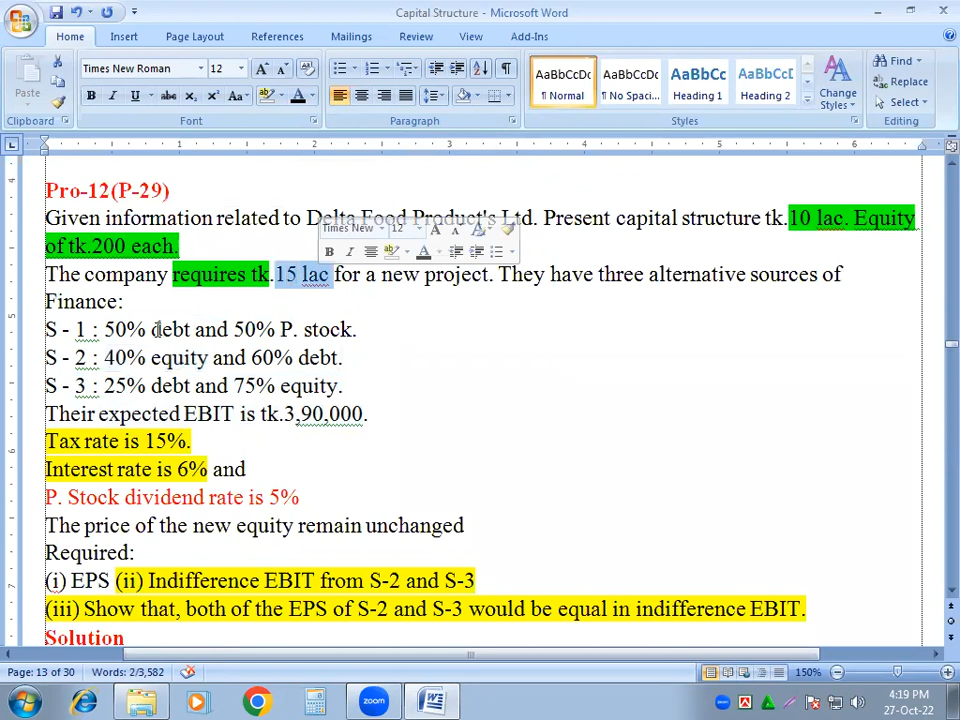 Capital Structure - Microsoft Word
Home Insert Page Layout References Mailings Review View Add-Ins
Paste
Times New Roman 12
AaBbCcDc AaBbCcDc AaBbCc AaBbCcD
¶ Normal ¶ No Spaci... Heading 1 Heading 2
Change Styles
Find
Replace
Select
Clipboard Font Paragraph Styles Editing
Pro-12(P-29)
Given information related to Delta Food Product's Ltd. Present capital structure tk.10 lac. Equity
of tk.200 each.
Times New 12
The company requires tk.15 lac for a new project. They have three alternative sources of
Finance:
S - 1 : 50% debt and 50% P. stock.
S - 2 : 40% equity and 60% debt.
S - 3 : 25% debt and 75% equity.
Their expected EBIT is tk.3,90,000.
Tax rate is 15%.
Interest rate is 6% and
P. Stock dividend rate is 5%
The price of the new equity remain unchanged
Required:
(i) EPS (ii) Indifference EBIT from S-2 and S-3
(iii) Show that, both of the EPS of S-2 and S-3 would be equal in indifference EBIT.
Solution
Page: 13 of 30 Words: 2/3,582 150%
zoom
4:19 PM
27-Oct-22